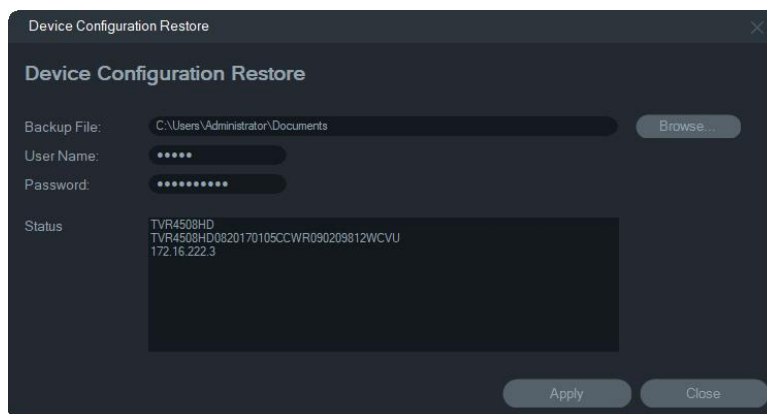 Device Configuration Restore
Device Configuration Restore
Backup File: C:\Users\Administrator\Documents Browse...
User Name: •••••
Password: ••••••••••
Status TVR4508HD
TVR4508HD0820170105CCWR090209812WCVU
172.16.222.3
Apply Close